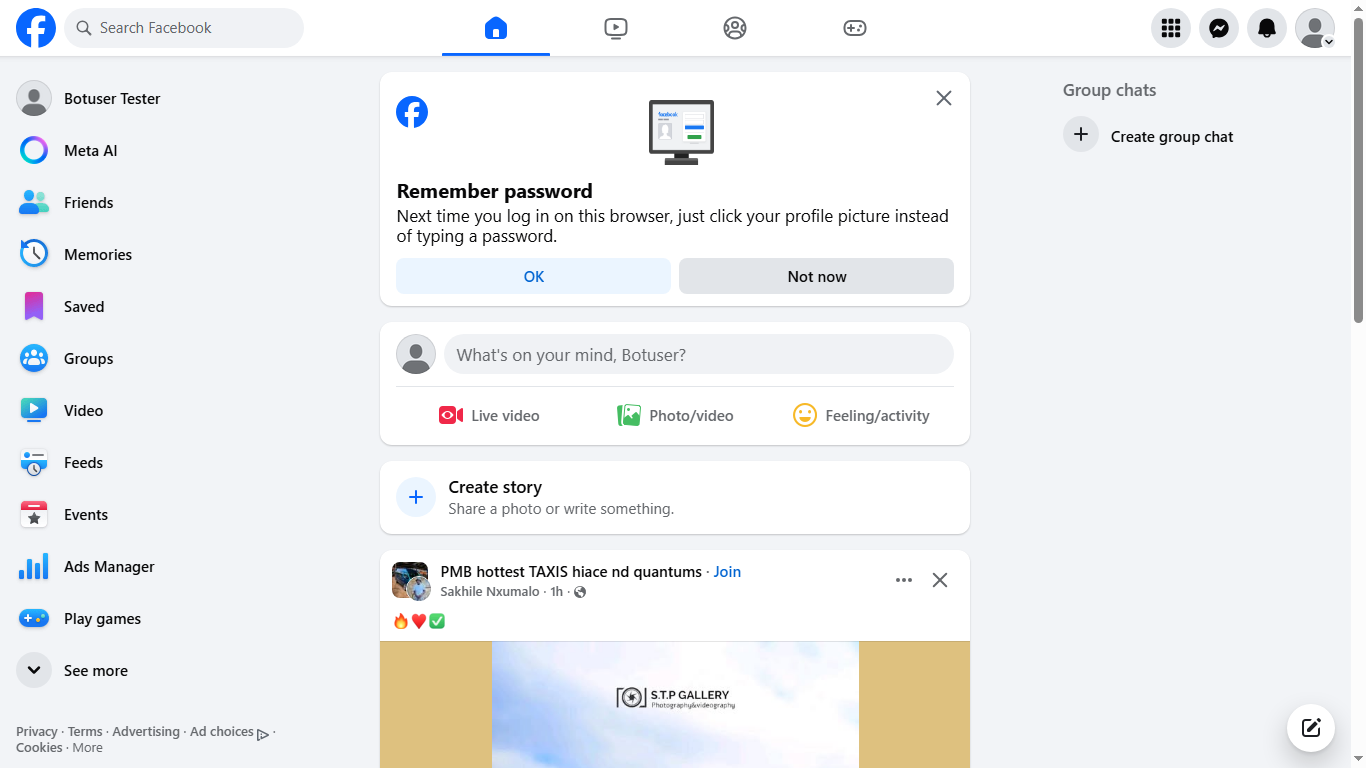 Search Facebook
Botuser Tester
Meta AI
Friends
Memories
Saved
Groups
Video
Feeds
Events
Ads Manager
Play games
See more
Privacy · Terms · Advertising · Ad choices ·
Cookies · More
facebook
Remember password
Next time you log in on this browser, just click your profile picture instead
of typing a password.
OK
Not now
What's on your mind, Botuser?
Live video
Photo/video
Feeling/activity
Create story
Share a photo or write something.
PMB hottest TAXIS hiace nd quantums · Join
Sakhile Nxumalo · 1h ·
🔥❤️✅
S.T.P GALLERY
Photography&videography
Group chats
Create group chat